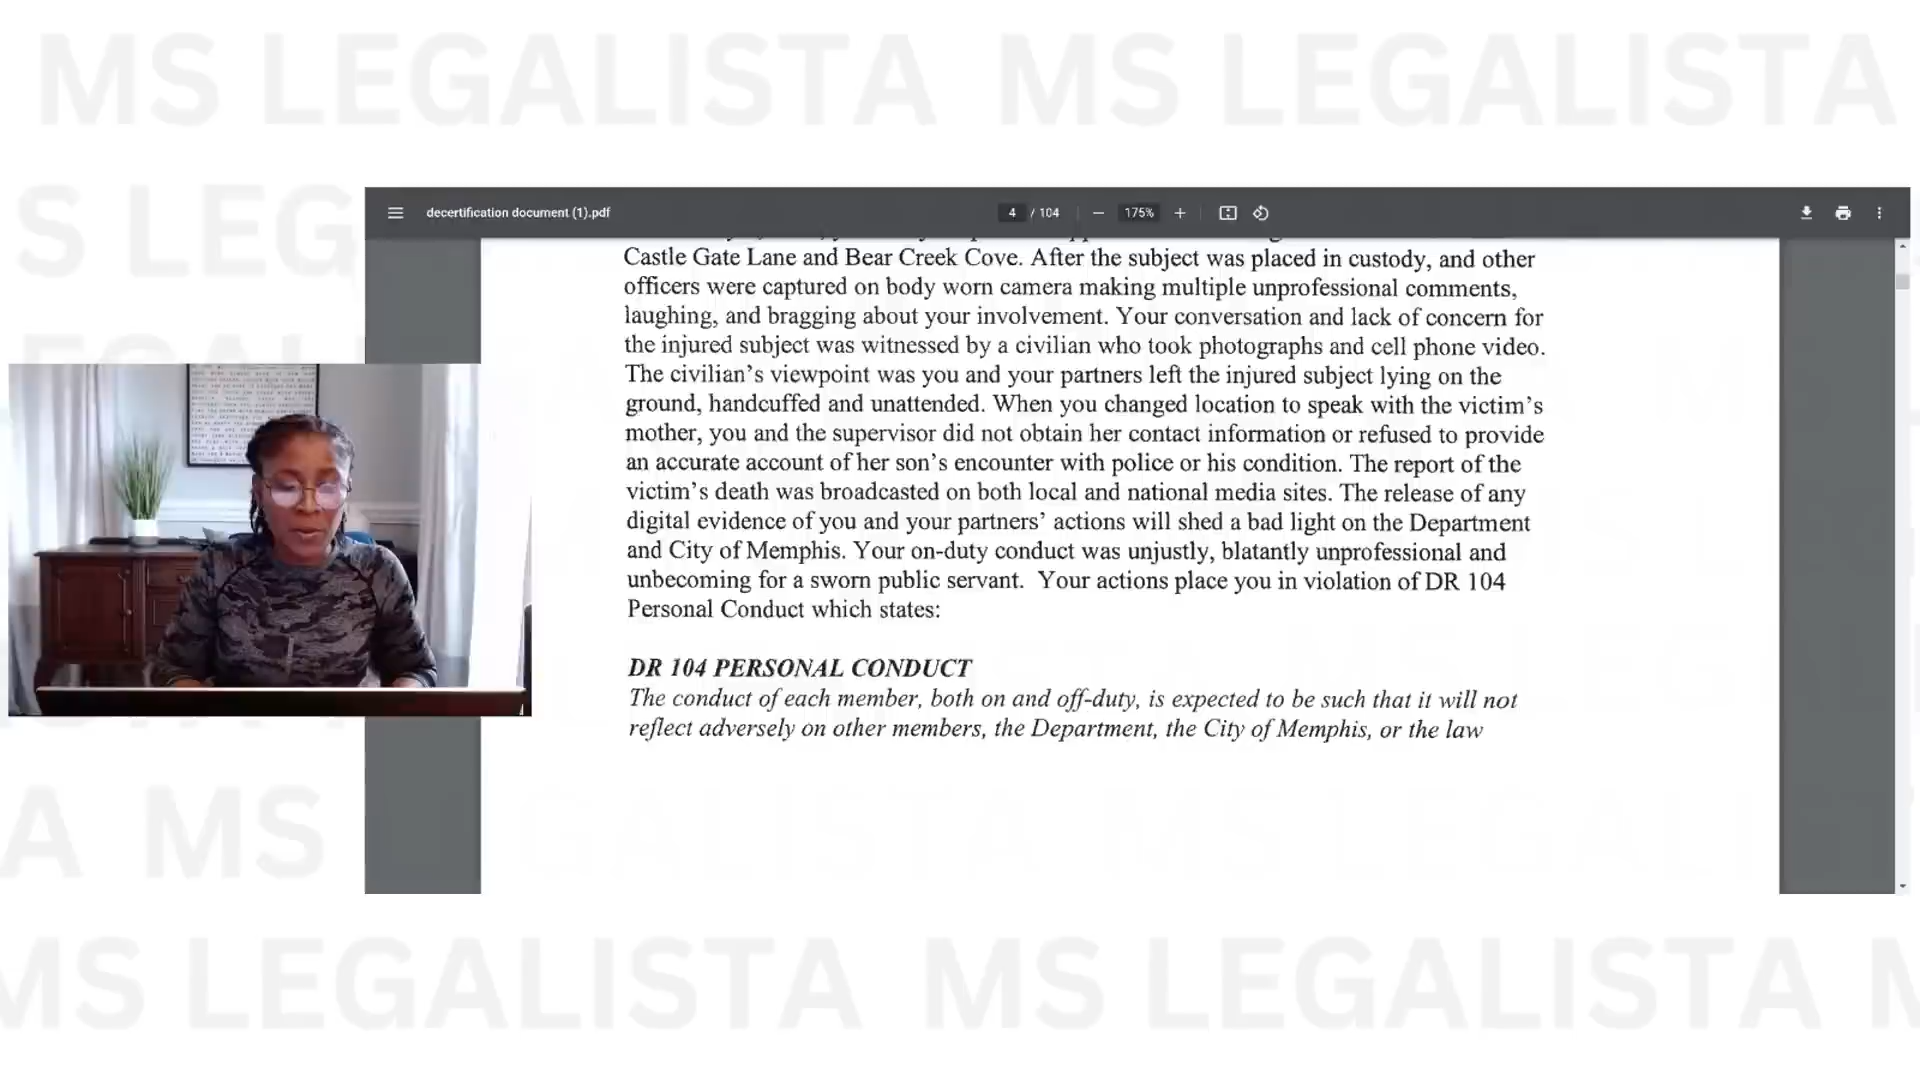 MS LEGALISTA MS LEGALISTA
S LEG
decertification document (1).pdf
4 / 104
175%
Castle Gate Lane and Bear Creek Cove. After the subject was placed in custody, and other
officers were captured on body worn camera making multiple unprofessional comments,
laughing, and bragging about your involvement. Your conversation and lack of concern for
the injured subject was witnessed by a civilian who took photographs and cell phone video.
The civilian’s viewpoint was you and your partners left the injured subject lying on the
ground, handcuffed and unattended. When you changed location to speak with the victim’s
mother, you and the supervisor did not obtain her contact information or refused to provide
an accurate account of her son’s encounter with police or his condition. The report of the
victim’s death was broadcasted on both local and national media sites. The release of any
digital evidence of you and your partners’ actions will shed a bad light on the Department
and City of Memphis. Your on-duty conduct was unjustly, blatantly unprofessional and
unbecoming for a sworn public servant. Your actions place you in violation of DR 104
Personal Conduct which states:
DR 104 PERSONAL CONDUCT
The conduct of each member, both on and off-duty, is expected to be such that it will not
reflect adversely on other members, the Department, the City of Memphis, or the law
A MS
MS LEGALISTA MS LEGALISTA M